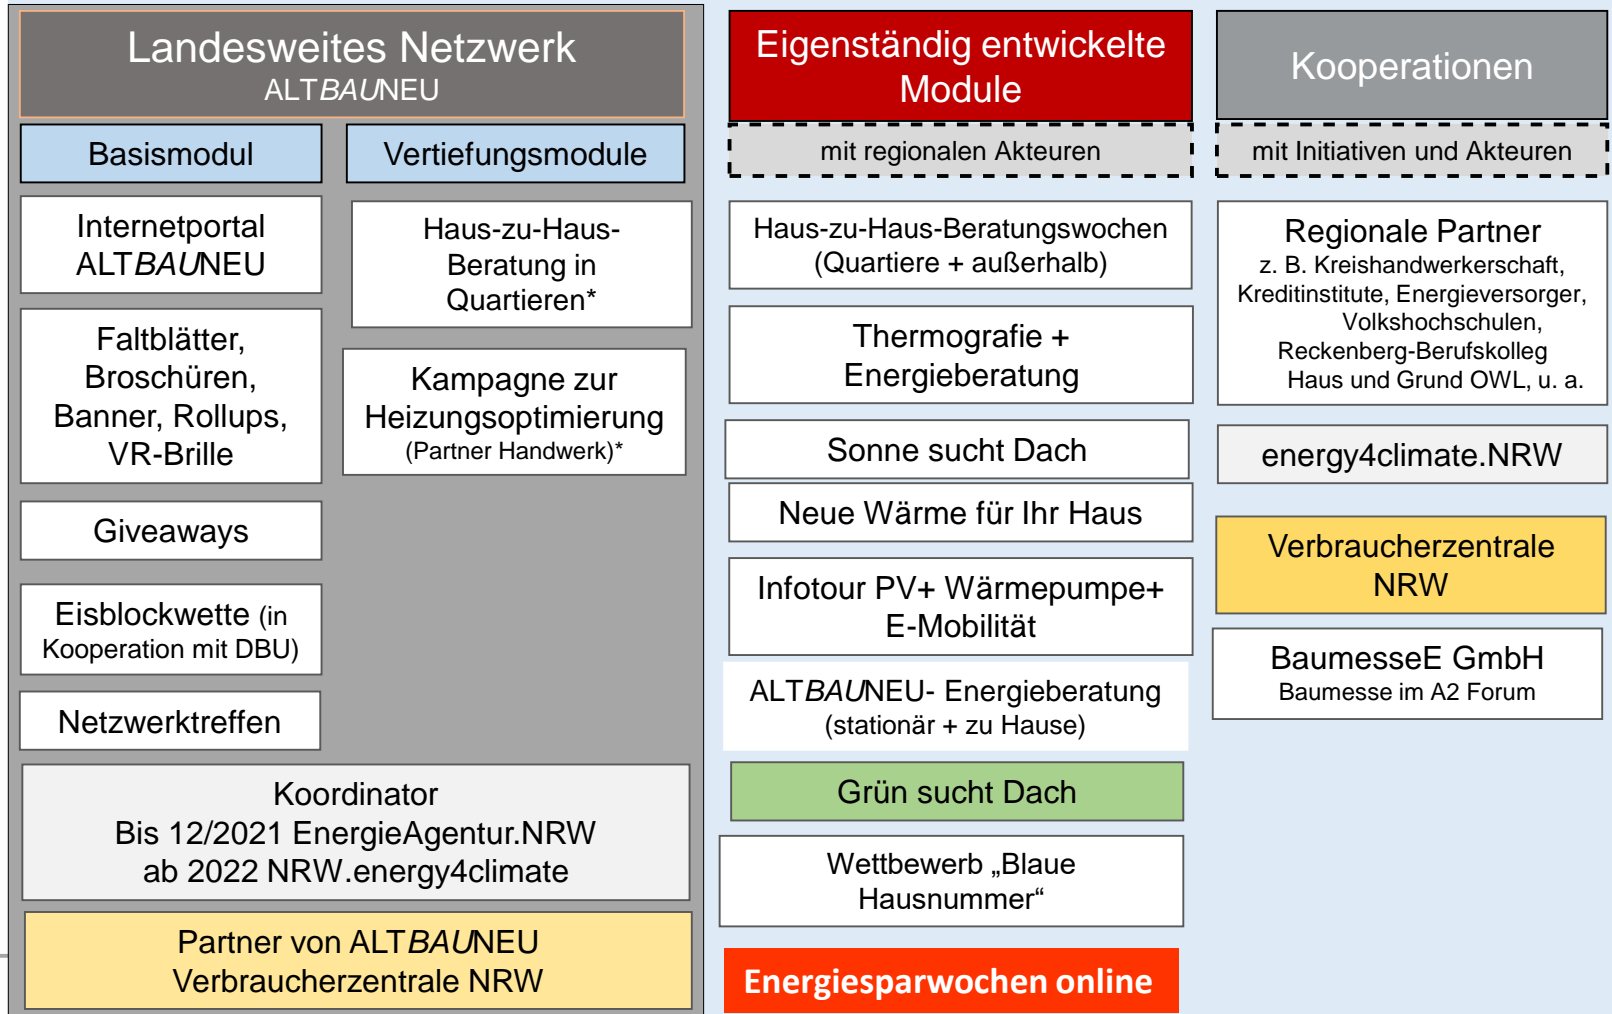 Landesweites Netzwerk
ALTBAUNEU
Basismodul
Internetportal
ALTBAUNEU
Faltblätter,
Broschüren,
Banner, Rollups,
VR-Brille
Giveaways
Eisblockwette (in
Kooperation mit DBU)
Netzwerktreffen
Vertiefungsmodule
Haus-zu-Haus-
Beratung in
Quartieren*
Kampagne zur
Heizungsoptimierung
(Partner Handwerk)*
Koordinator
Bis 12/2021 EnergieAgentur.NRW
ab 2022 NRW.energy4climate
Partner von ALTBAUNEU
Verbraucherzentrale NRW
Eigenständig entwickelte
Module
mit regionalen Akteuren
Haus-zu-Haus-Beratungswochen
(Quartiere + außerhalb)
Thermografie +
Energieberatung
Sonne sucht Dach
Neue Wärme für Ihr Haus
Infotour PV+ Wärmepumpe+
E-Mobilität
ALTBAUNEU- Energieberatung
(stationär + zu Hause)
Grün sucht Dach
Wettbewerb „Blaue
Hausnummer“
Energiesparwochen online
Kooperationen
mit Initiativen und Akteuren
Regionale Partner
z. B. Kreishandwerkerschaft,
Kreditinstitute, Energieversorger,
Volkshochschulen,
Reckenberg-Berufskolleg
Haus und Grund OWL, u. a.
energy4climate.NRW
Verbraucherzentrale
NRW
BaumesseE GmbH
Baumesse im A2 Forum